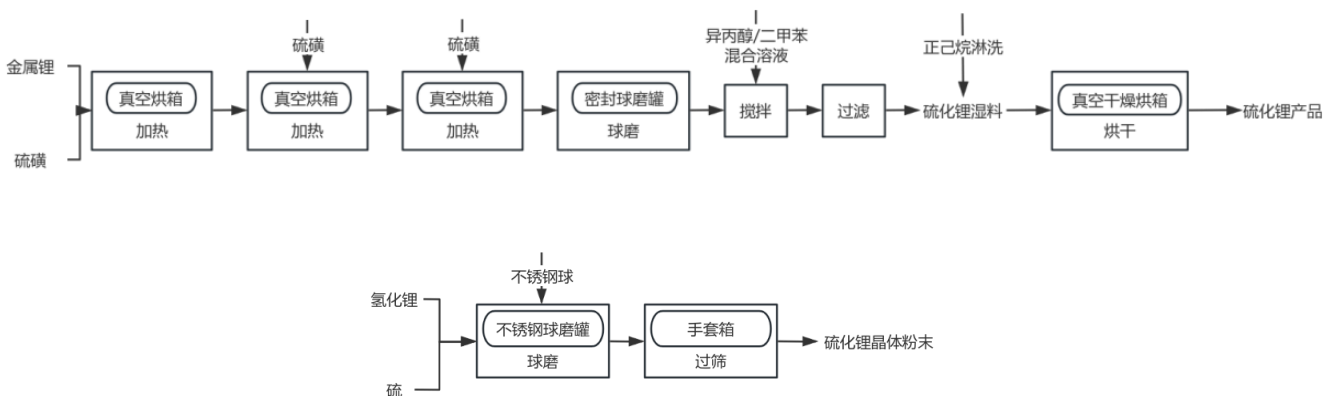 金属锂
硫磺
真空烘箱
加热
硫磺
真空烘箱
加热
硫磺
真空烘箱
加热
密封球磨罐
球磨
异丙醇/二甲苯
混合溶液
搅拌
过滤
正己烷淋洗
硫化锂湿料
真空干燥烘箱
烘干
硫化锂产品
氢化锂
硫
不锈钢球
不锈钢球磨罐
球磨
手套箱
过筛
硫化锂晶体粉末